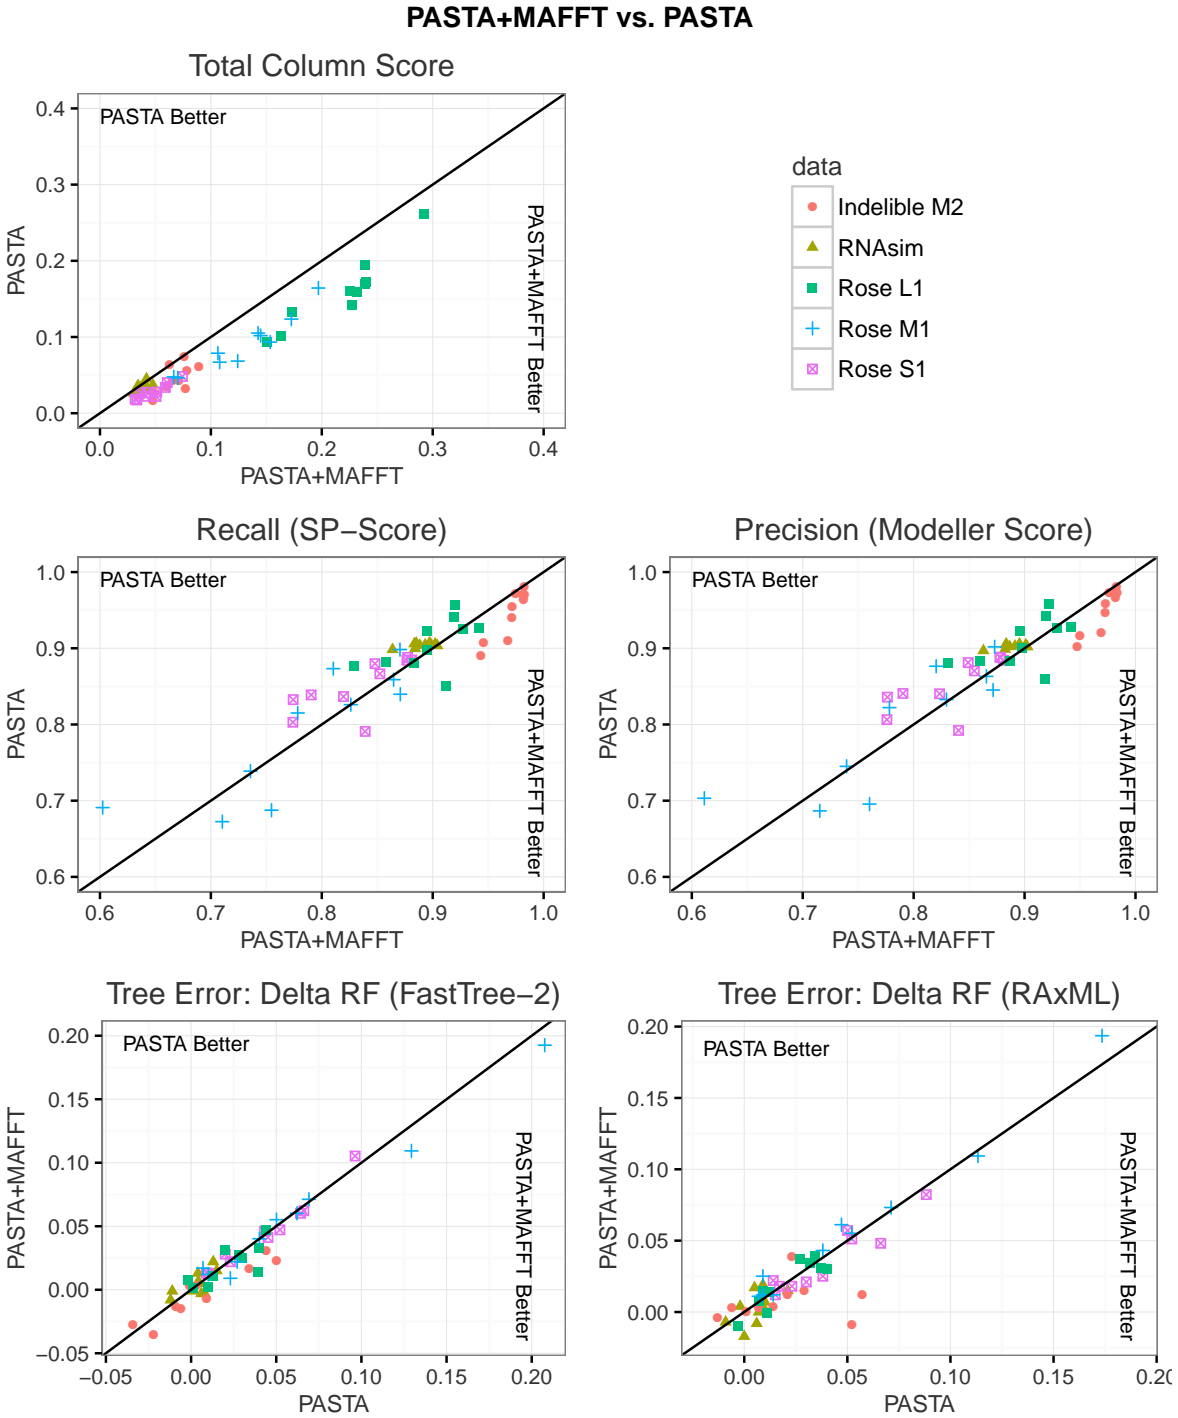 PASTA+MAFFT vs. PASTA
Total Column Score
PASTA Better
PASTA+MAFFT Better
0.4
0.3
0.2
0.1
0.0
PASTA
0.0 0.1 0.2 0.3 0.4
PASTA+MAFFT
data
Indelible M2
RNAsim
Rose L1
Rose M1
Rose S1
Recall (SP−Score)
PASTA Better
PASTA+MAFFT Better
1.0
0.9
0.8
0.7
0.6
PASTA
0.6 0.7 0.8 0.9 1.0
PASTA+MAFFT
Precision (Modeller Score)
PASTA Better
PASTA+MAFFT Better
1.0
0.9
0.8
0.7
0.6
PASTA
0.6 0.7 0.8 0.9 1.0
PASTA+MAFFT
Tree Error: Delta RF (FastTree−2)
PASTA Better
PASTA+MAFFT Better
0.20
0.15
0.10
0.05
0.00
−0.05
PASTA+MAFFT
−0.05 0.00 0.05 0.10 0.15 0.20
PASTA
Tree Error: Delta RF (RAxML)
PASTA Better
PASTA+MAFFT Better
0.20
0.15
0.10
0.05
0.00
PASTA+MAFFT
0.00 0.05 0.10 0.15 0.20
PASTA